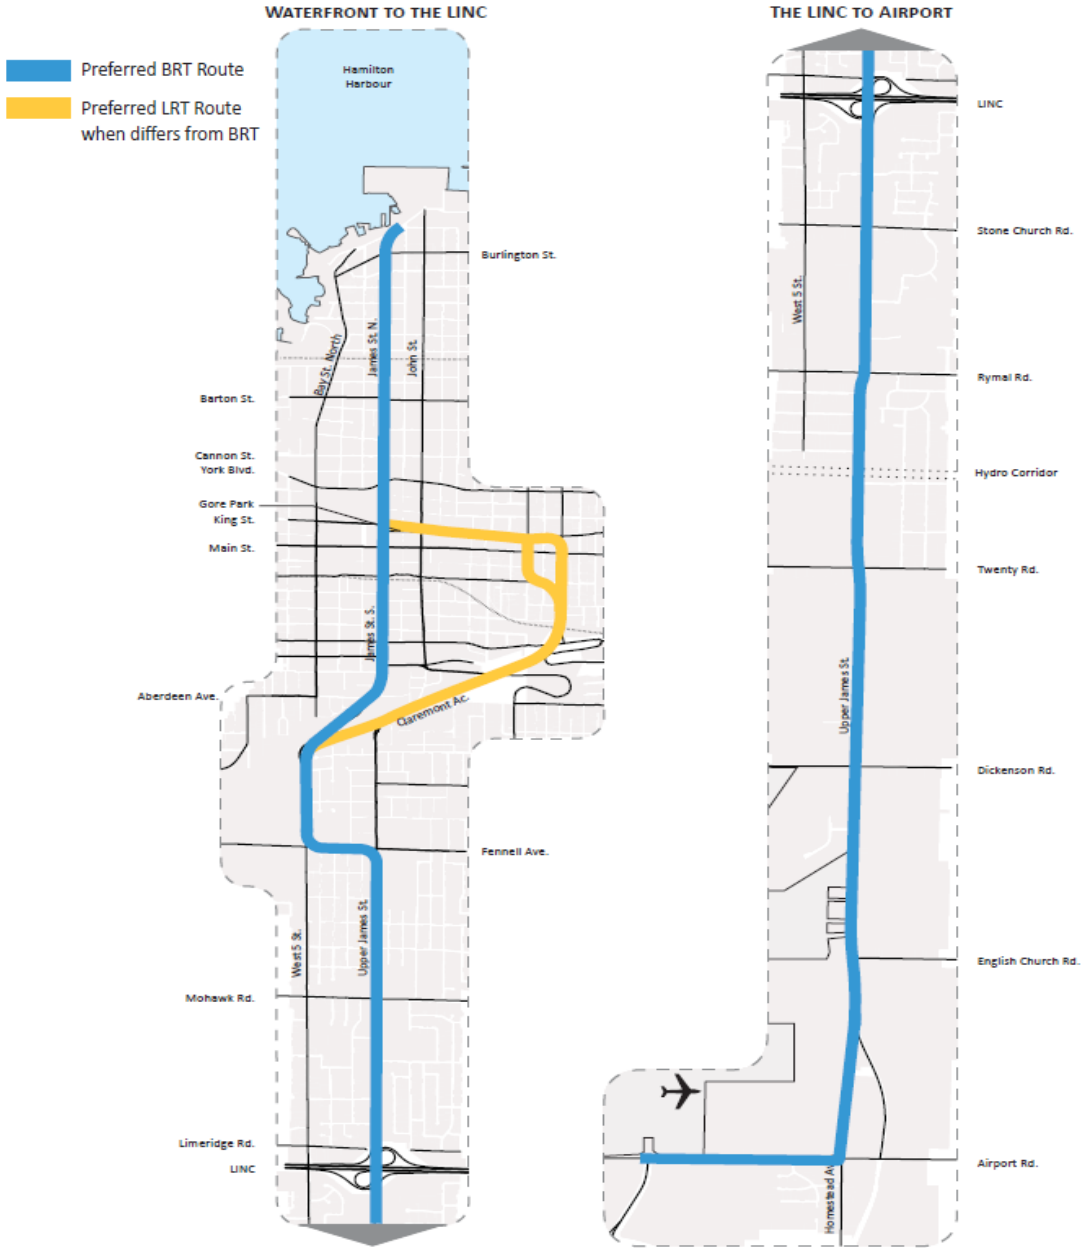 WATERFRONT TO THE LINC
THE LINC TO AIRPORT
Preferred BRT Route
Preferred LRT Route
when differs from BRT
Hamilton
Harbour
Burlington St.
James St. N.
John St.
Bay St. North
Barton St.
Cannon St.
York Blvd.
Gore Park
King St.
Main St.
James St. S.
Aberdeen Ave.
Claremont Ac.
Fennell Ave.
Upper James St.
West 5 St.
Mohawk Rd.
Limeridge Rd.
LINC
LINC
Stone Church Rd.
West 5 St.
Rymal Rd.
Hydro Corridor
Twenty Rd.
Upper James St.
Dickenson Rd.
English Church Rd.
Airport Rd.
Homestead Av